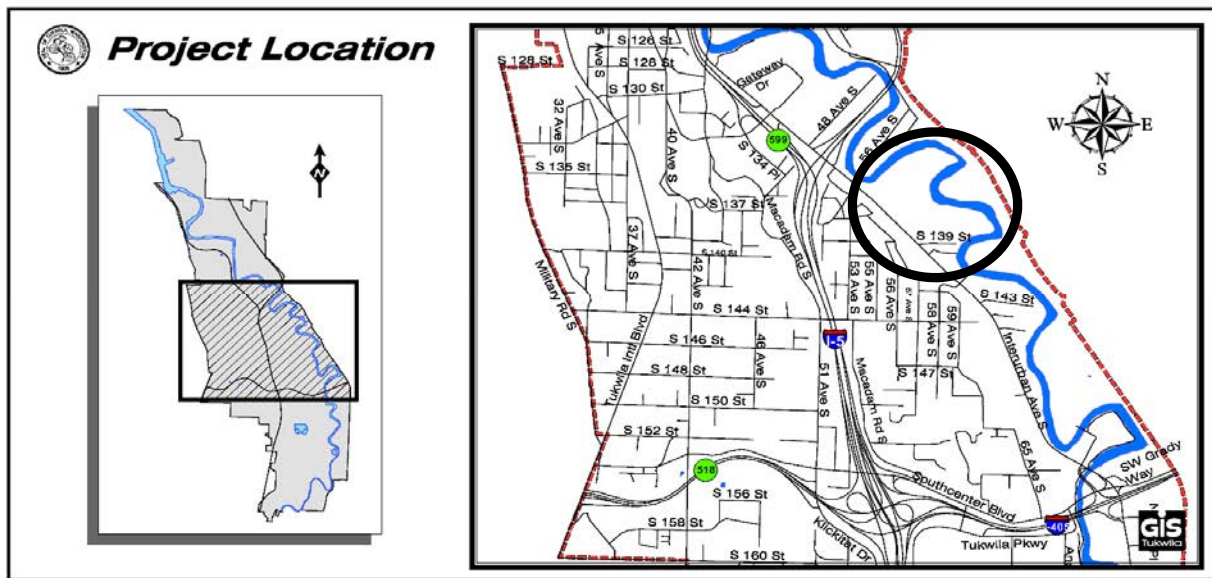 Project Location
N
S 126 St
S 128 St
S 128 St
S 130 St
Gateway Dr
32 Ave S
40 Ave S
48 Ave S
56 Ave S
599
S 134 Pl
S 135 St
S 137 St
Macadam Rd S
37 Ave S
42 Ave S
S 140 St
S 139 St
53 Ave S
55 Ave S
56 Ave S
57 Ave S
58 Ave S
59 Ave S
S 143 St
S 144 St
Military Rd S
Tukwila Intl Blvd
S 146 St
46 Ave S
I-5
S 147 St
S 148 St
51 Ave S
Macadam Rd S
Interurban Ave S
S 150 St
S 152 St
65 Ave S
SW Grady Way
518
Southcenter Blvd
S 156 St
S 158 St
Klickitat Dr
Tukwila Pkwy
-405
S 160 St
N
W
E
S
GIS
Tukwila